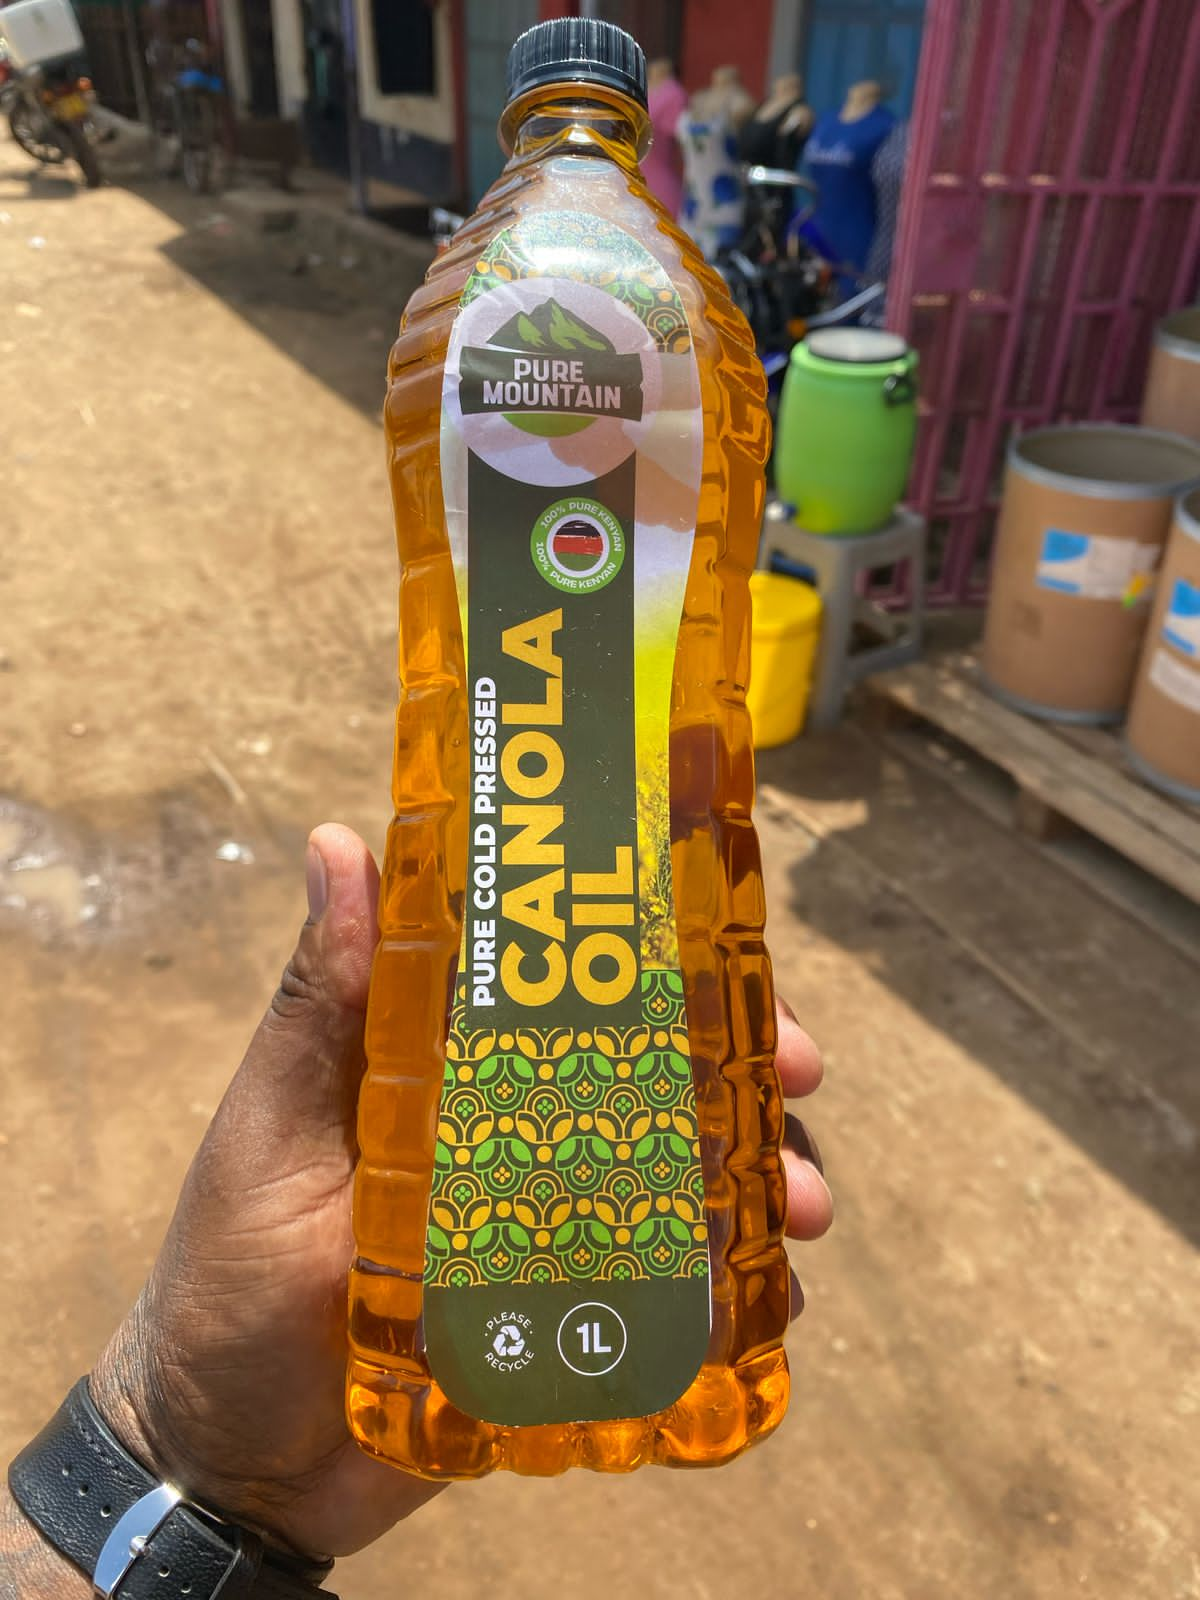 PURE
MOUNTAIN
100% PURE KENYAN
100% PURE KENYAN
PURE COLD PRESSED
CANOLA
OIL
PLEASE
RECYCLE
1L